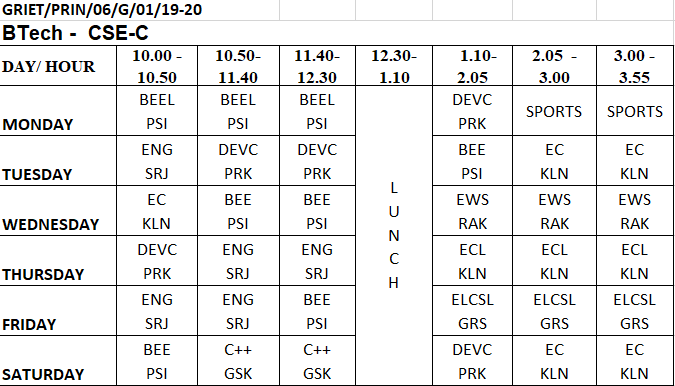 GRIET/PRIN/06/G/01/19-20
BTech - CSE-C
DAY/ HOUR 10.00 - 10.50 10.50- 11.40 11.40- 12.30 12.30- 1.10 1.10- 2.05 2.05 - 3.00 3.00 - 3.55
MONDAY BEEL PSI BEEL PSI BEEL PSI LUNCH DEVC PRK SPORTS SPORTS
TUESDAY ENG SRJ DEVC PRK DEVC PRK BEE PSI EC KLN EC KLN
WEDNESDAY EC KLN BEE PSI BEE PSI EWS RAK EWS RAK EWS RAK
THURSDAY DEVC PRK ENG SRJ ENG SRJ ECL KLN ECL KLN ECL KLN
FRIDAY ENG SRJ ENG SRJ BEE PSI ELCSL GRS ELCSL GRS ELCSL GRS
SATURDAY BEE PSI C++ GSK C++ GSK DEVC PRK EC KLN EC KLN